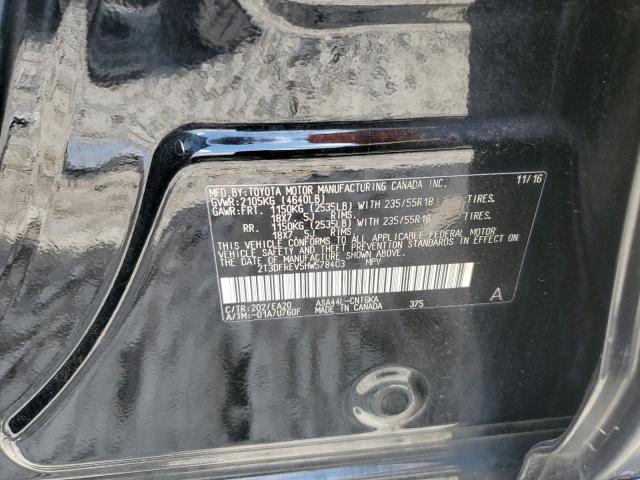 MFD.BY:TOYOTA MOTOR MANUFACTURING CANADA INC. 11/16
GVWR:2105KG (4640LB)
GAWR:FRT. 1150KG (2535LB) WITH 235/55R18 TIRES.
18X7.5J RIMS.
RR. 1150KG (2535LB) WITH 235/55R18 TIRES.
18X7.5J RIMS.
THIS VEHICLE CONFORMS TO ALL APPLICABLE FEDERAL MOTOR
VEHICLE SAFETY AND THEFT PREVENTION STANDARDS IN EFFECT
ON THE DATE OF MANUFACTURE SHOWN ABOVE.
2T3DFREV5HW578403 MPV
C/TR:202/EA20 ASA44L-CNTGKA 375 A
A/TM:-01A/U760F MADE IN CANADA